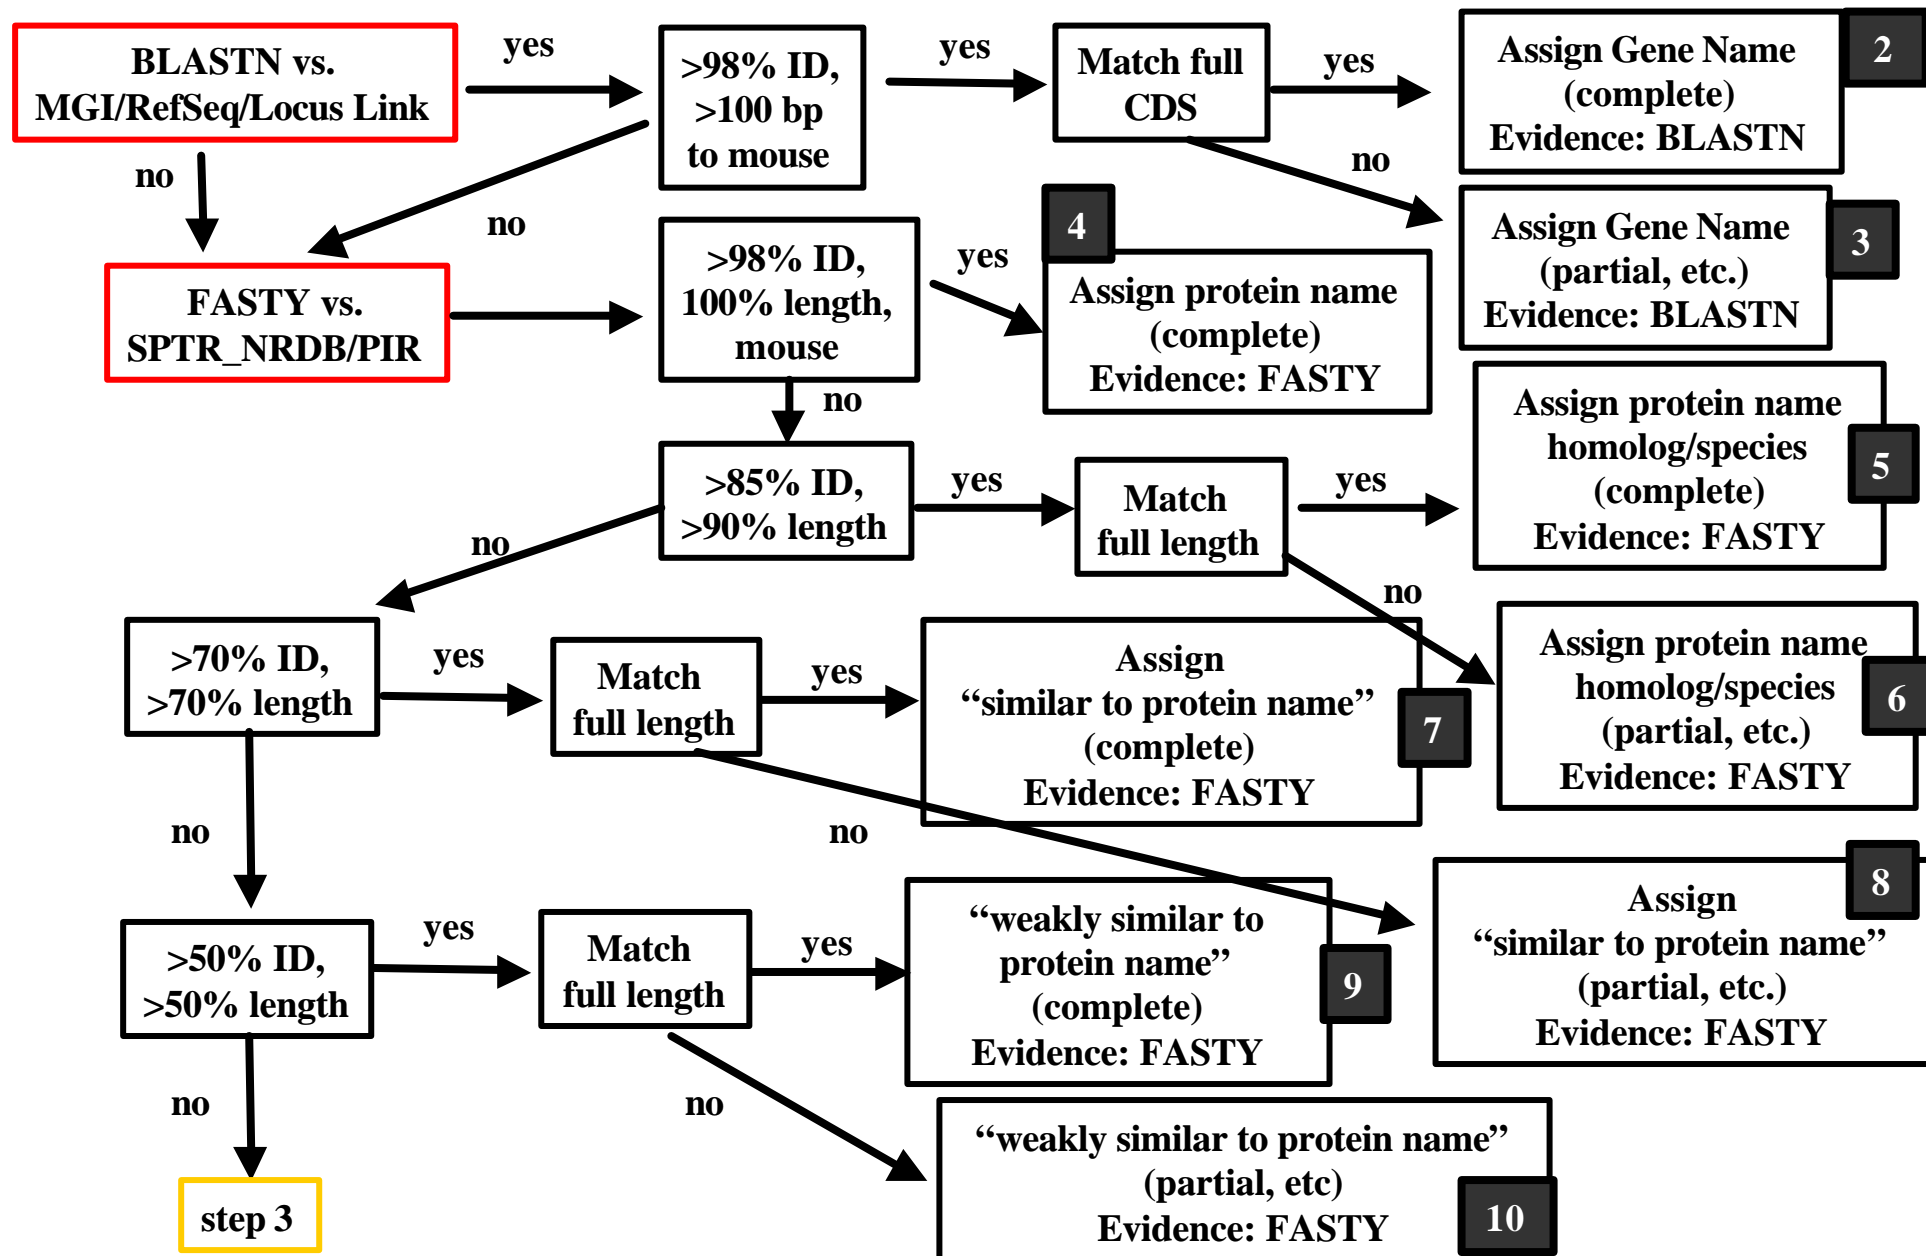 BLASTN vs.
MGI/RefSeq/Locus Link
yes
>98% ID,
>100 bp
to mouse
yes
Match full
CDS
yes
Assign Gene Name
(complete)
Evidence: BLASTN
2
no
no
no
Assign Gene Name
(partial, etc.)
Evidence: BLASTN
3
FASTY vs.
SPTR_NRDB/PIR
>98% ID,
100% length,
mouse
yes
4
Assign protein name
(complete)
Evidence: FASTY
no
>85% ID,
>90% length
yes
Match
full length
yes
Assign protein name
homolog/species
(complete)
Evidence: FASTY
5
no
no
Assign protein name
homolog/species
(partial, etc.)
Evidence: FASTY
6
>70% ID,
>70% length
yes
Match
full length
yes
Assign
“similar to protein name”
(complete)
Evidence: FASTY
7
no
no
Assign
“similar to protein name”
(partial, etc.)
Evidence: FASTY
8
>50% ID,
>50% length
yes
Match
full length
yes
“weakly similar to
protein name”
(complete)
Evidence: FASTY
9
no
no
“weakly similar to protein name”
(partial, etc)
Evidence: FASTY
10
step 3